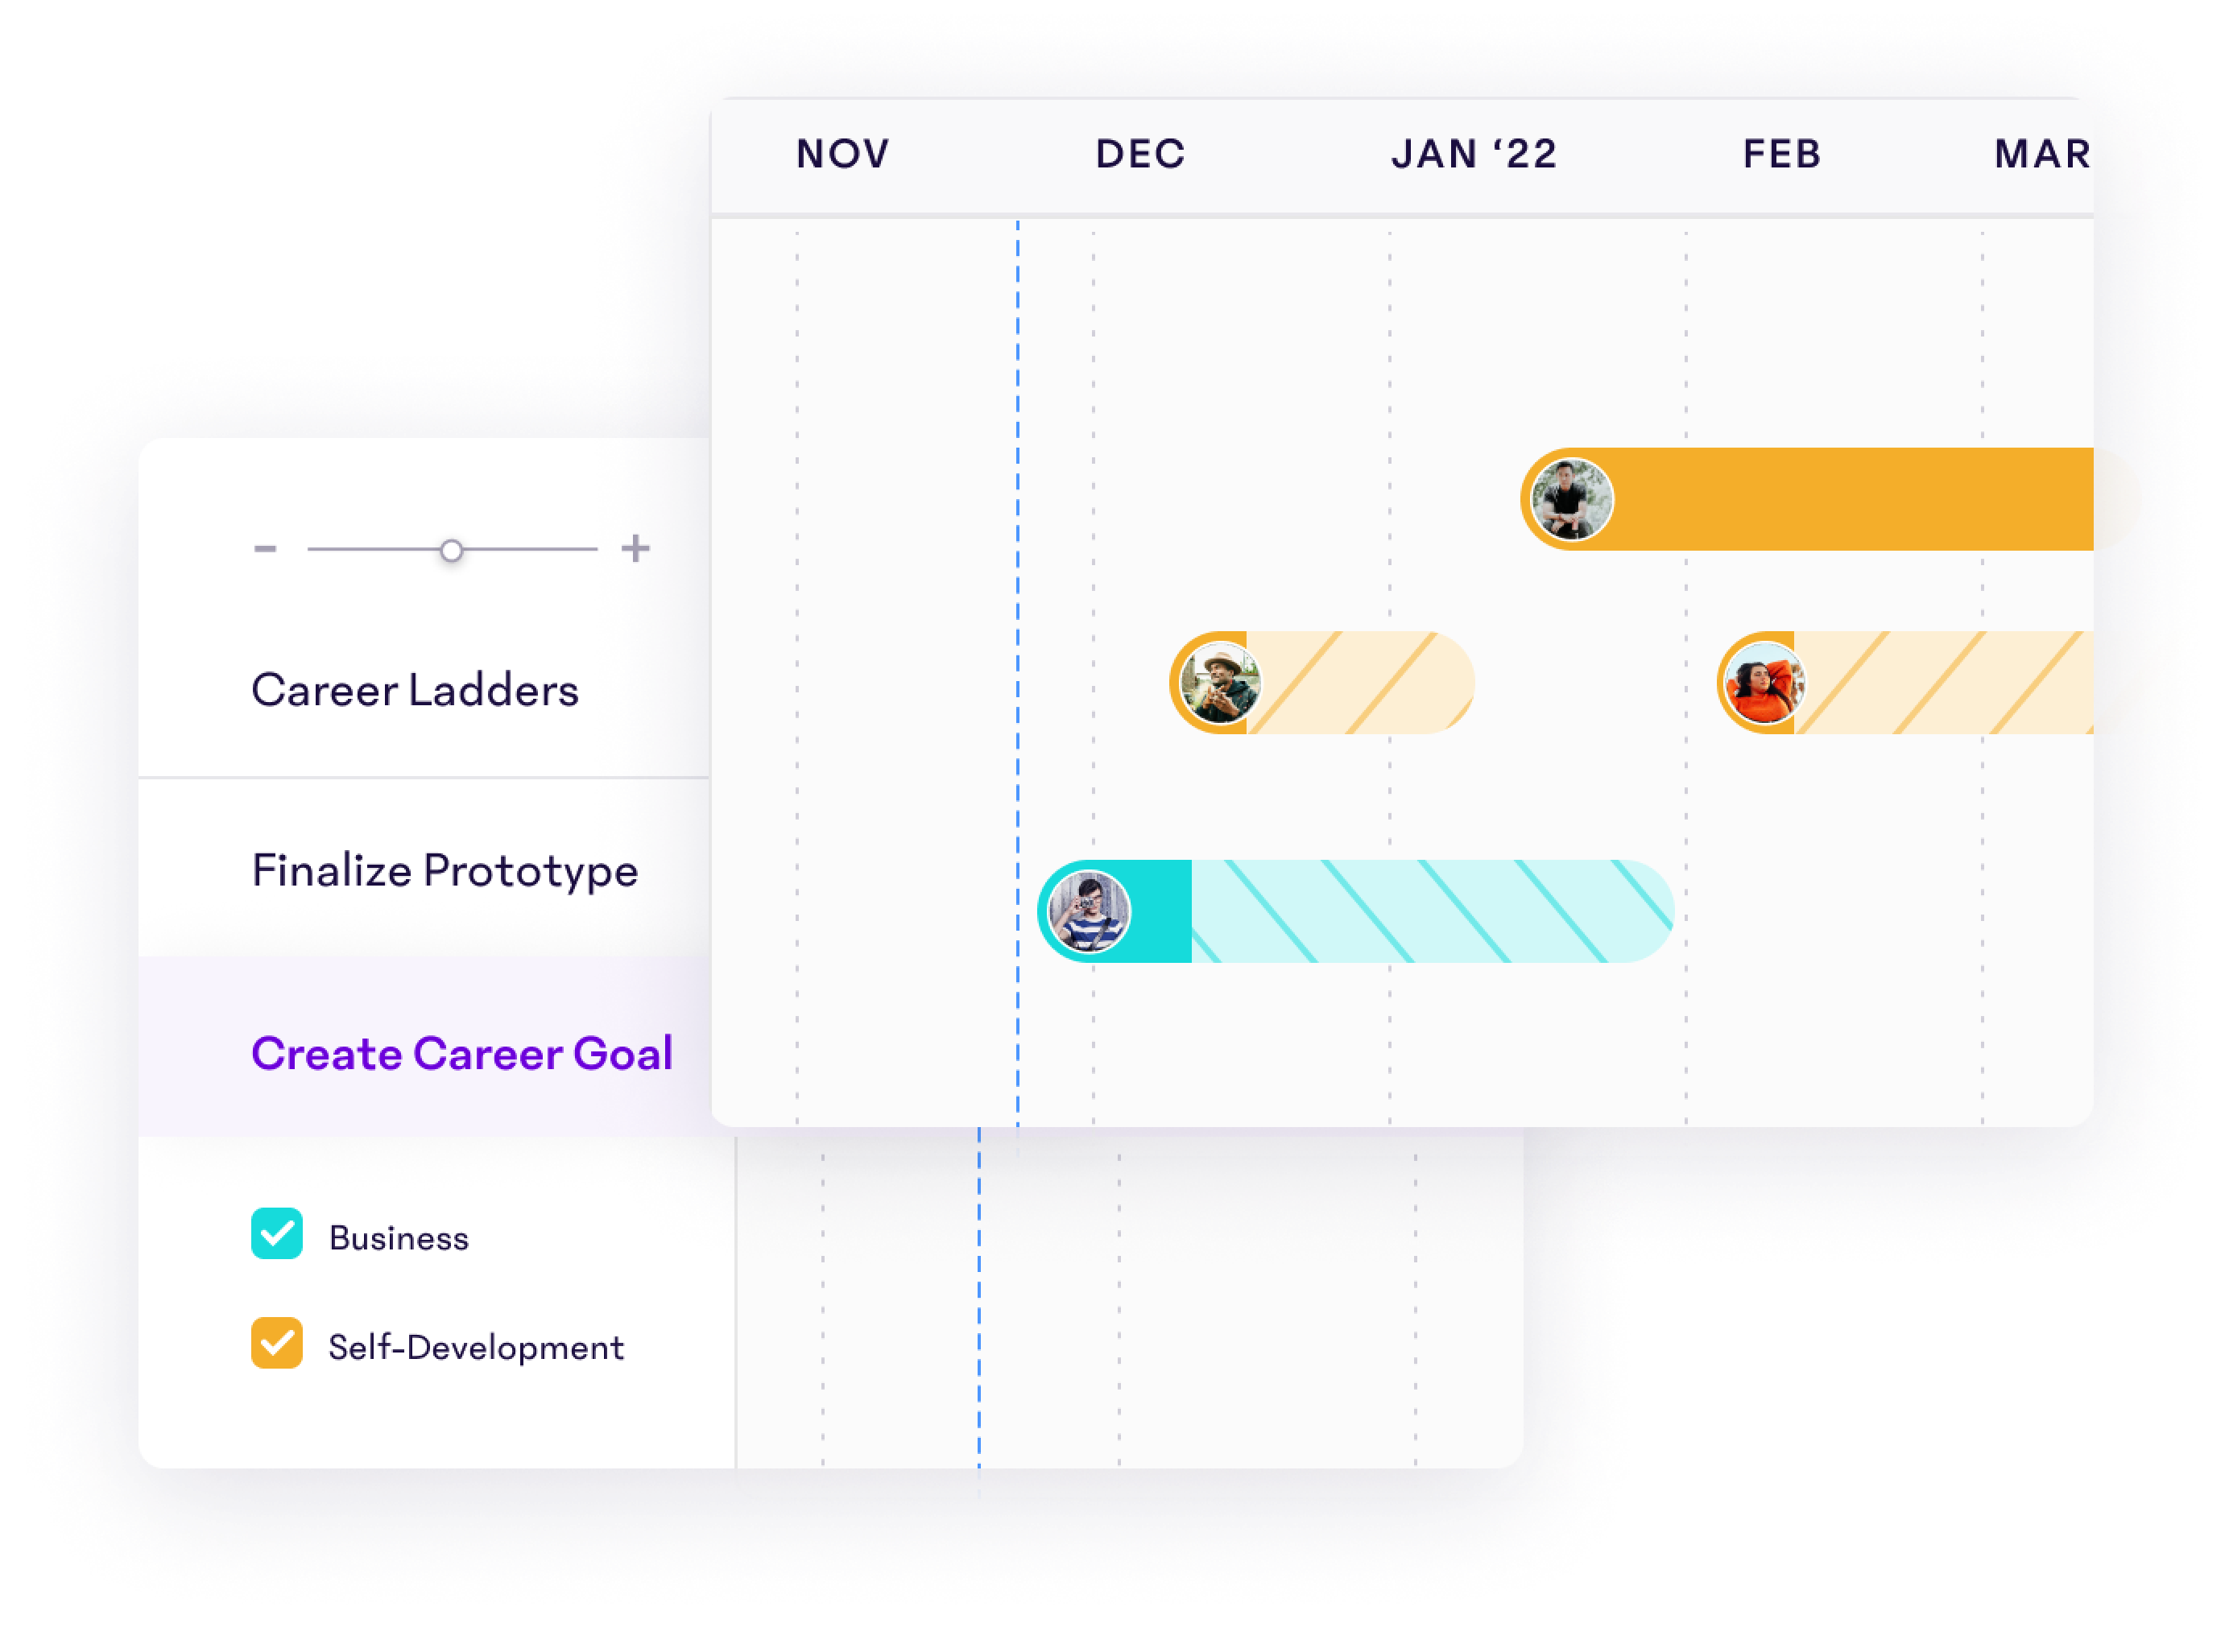 NOV DEC JAN ‘22 FEB MAR
- +
Career Ladders
Finalize Prototype
Create Career Goal
Business
Self-Development